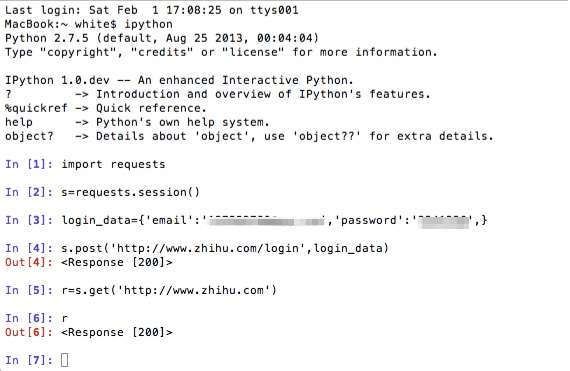 Last login: Sat Feb  1 17:08:25 on ttys001
MacBook:~ white$ ipython
Python 2.7.5 (default, Aug 25 2013, 00:04:04)
Type "copyright", "credits" or "license" for more information.
IPython 1.0.dev -- An enhanced Interactive Python.
?         -> Introduction and overview of IPython's features.
%quickref -> Quick reference.
help      -> Python's own help system.
object?   -> Details about 'object', use 'object??' for extra details.
In [1]: import requests
In [2]: s=requests.session()
In [3]: login_data={'email':' ','password':' ',}
In [4]: s.post('http://www.zhihu.com/login',login_data)
Out[4]: <Response [200]>
In [5]: r=s.get('http://www.zhihu.com')
In [6]: r
Out[6]: <Response [200]>
In [7]: